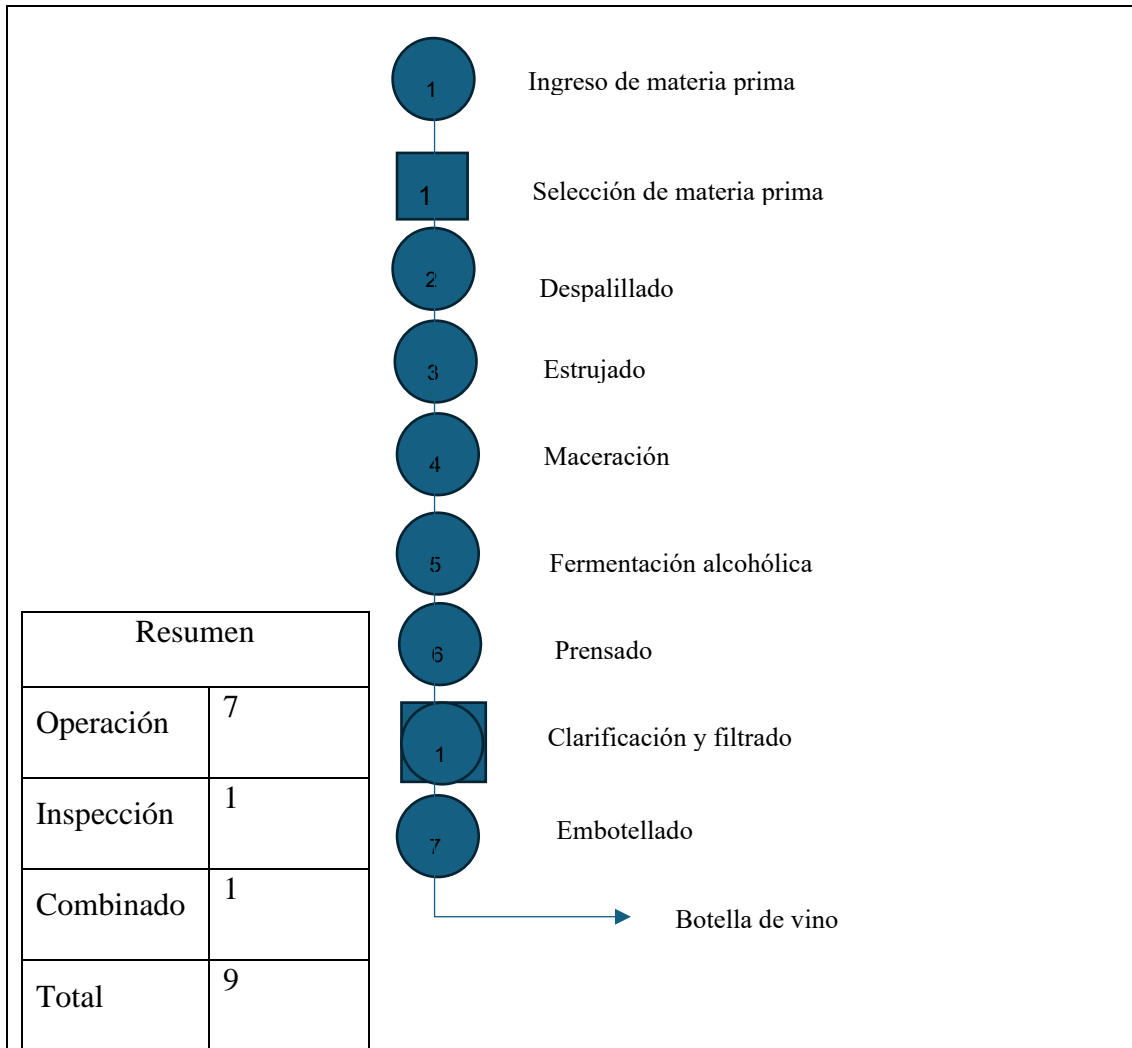 1 Ingreso de materia prima
1 Selección de materia prima
2 Despalillado
3 Estrujado
4 Maceración
5 Fermentación alcohólica
6 Prensado
1 Clarificación y filtrado
7 Embotellado
Botella de vino
Resumen
Operación 7
Inspección 1
Combinado 1
Total 9